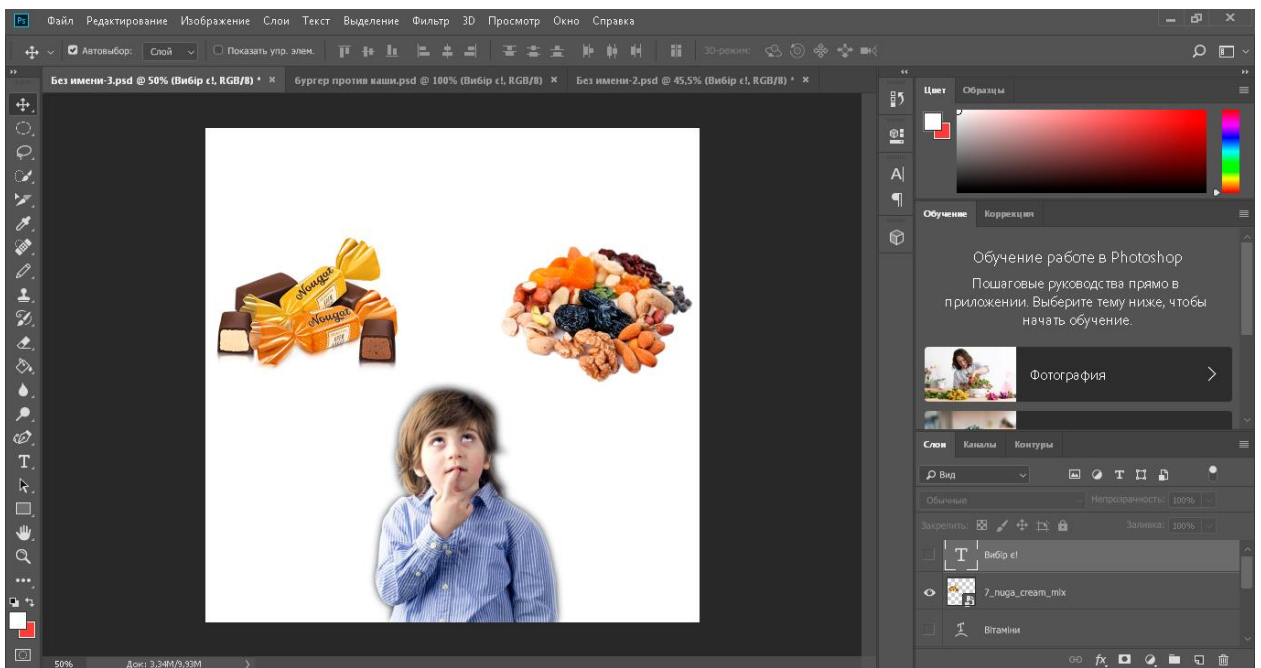 Ps Файл Редактирование Изображение Слои Текст Выделение Фильтр 3D Просмотр Окно Справка
Автовыбор: Слой Показать упр. элем. 3D-режим:
Без имени-3.psd @ 50% (Вибір є!, RGB/8) * × бургер против каши.psd @ 100% (Вибір є!, RGB/8) × Без имени-2.psd @ 45,5% (Вибір є!, RGB/8) * ×
Цвет Образцы
Обучение Коррекция
Обучение работе в Photoshop
Пошаговые руководства прямо в
приложении. Выберите тему ниже, чтобы
начать обучение.
Фотография
Nougat
Nougat
Слои Каналы Контуры
Вид
Обычные Непрозрачность: 100%
Закрепить: Заливка: 100%
Вибір є!
7_nuga_cream_mix
Вітаміни
50% Док: 3,34M/9,93M